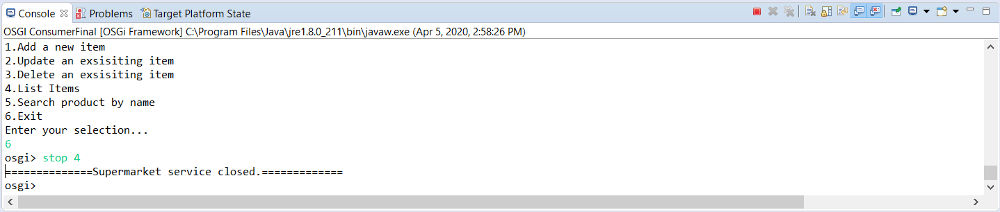 Console Problems Target Platform State
OSGI ConsumerFinal [OSGi Framework] C:\Program Files\Java\jre1.8.0_211\bin\javaw.exe (Apr 5, 2020, 2:58:26 PM)
1.Add a new item
2.Update an exsisiting item
3.Delete an exsisiting item
4.List Items
5.Search product by name
6.Exit
Enter your selection...
6
osgi> stop 4
==============Supermarket service closed.=============
osgi>